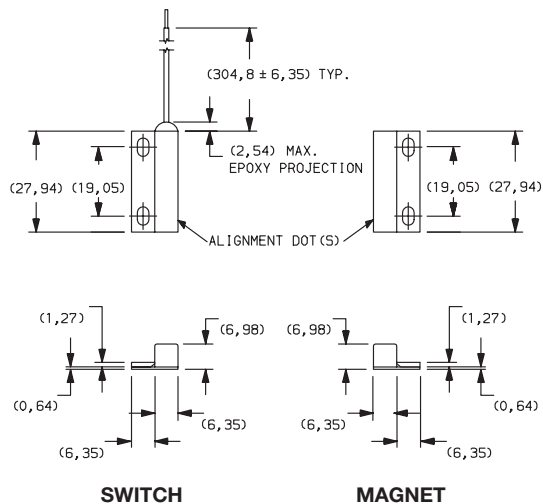 (304,8 ± 6,35) TYP.
(2,54) MAX.
EPOXY PROJECTION
(27,94) (19,05)
(19,05) (27,94)
ALIGNMENT DOT(S)
(1,27) (6,98) (6,98) (1,27)
(0,64) (6,35) (6,35) (0,64)
(6,35) (6,35)
SWITCH MAGNET